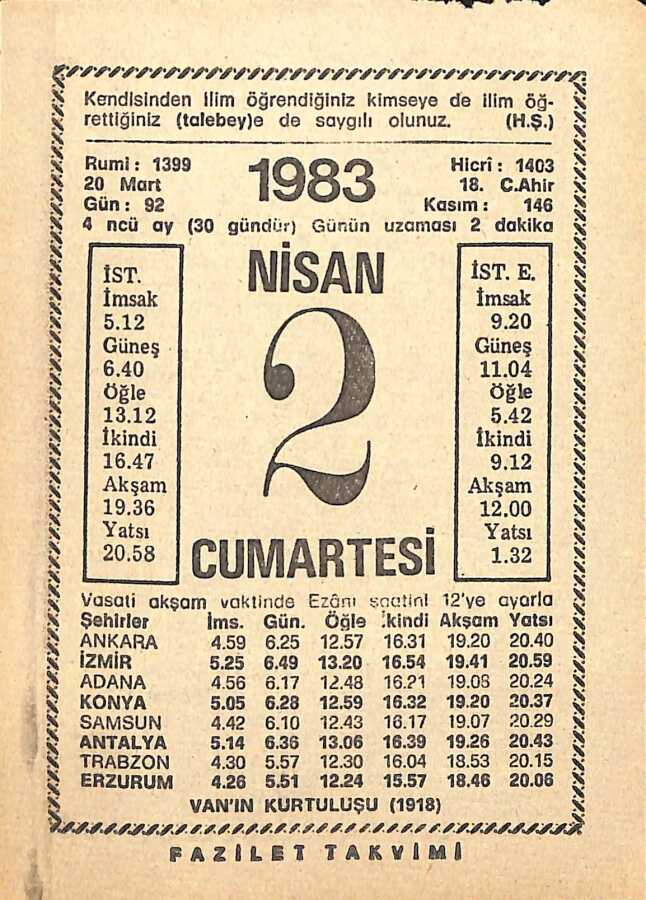 Kendisinden ilim öğrendiğiniz kimseye de ilim öğ-
rettiğiniz (talebey)e de saygılı olunuz. (H.Ş.)
Rumi : 1399
20 Mart
Gün : 92
1983
Hicrî : 1403
18. C.Ahir
Kasım : 146
4 ncü ay (30 gündür) Günün uzaması 2 dakika
İST.
İmsak
5.12
Güneş
6.40
Öğle
13.12
İkindi
16.47
Akşam
19.36
Yatsı
20.58
NİSAN
2
CUMARTESİ
İST. E.
İmsak
9.20
Güneş
11.04
Öğle
5.42
İkindi
9.12
Akşam
12.00
Yatsı
1.32
Vasati akşam vaktinde Ezânı saatini 12'ye ayarla
Şehirler İms. Gün. Öğle İkindi Akşam Yatsı
ANKARA 4.59 6.25 12.57 16.31 19.20 20.40
İZMİR 5.25 6.49 13.20 16.54 19.41 20.59
ADANA 4.56 6.17 12.48 16.21 19.08 20.24
KONYA 5.05 6.28 12.59 16.32 19.20 20.37
SAMSUN 4.42 6.10 12.43 16.17 19.07 20.29
ANTALYA 5.14 6.36 13.06 16.39 19.26 20.43
TRABZON 4.30 5.57 12.30 16.04 18.53 20.15
ERZURUM 4.26 5.51 12.24 15.57 18.46 20.06
VAN'IN KURTULUŞU (1918)
FAZİLET TAKVİMİ